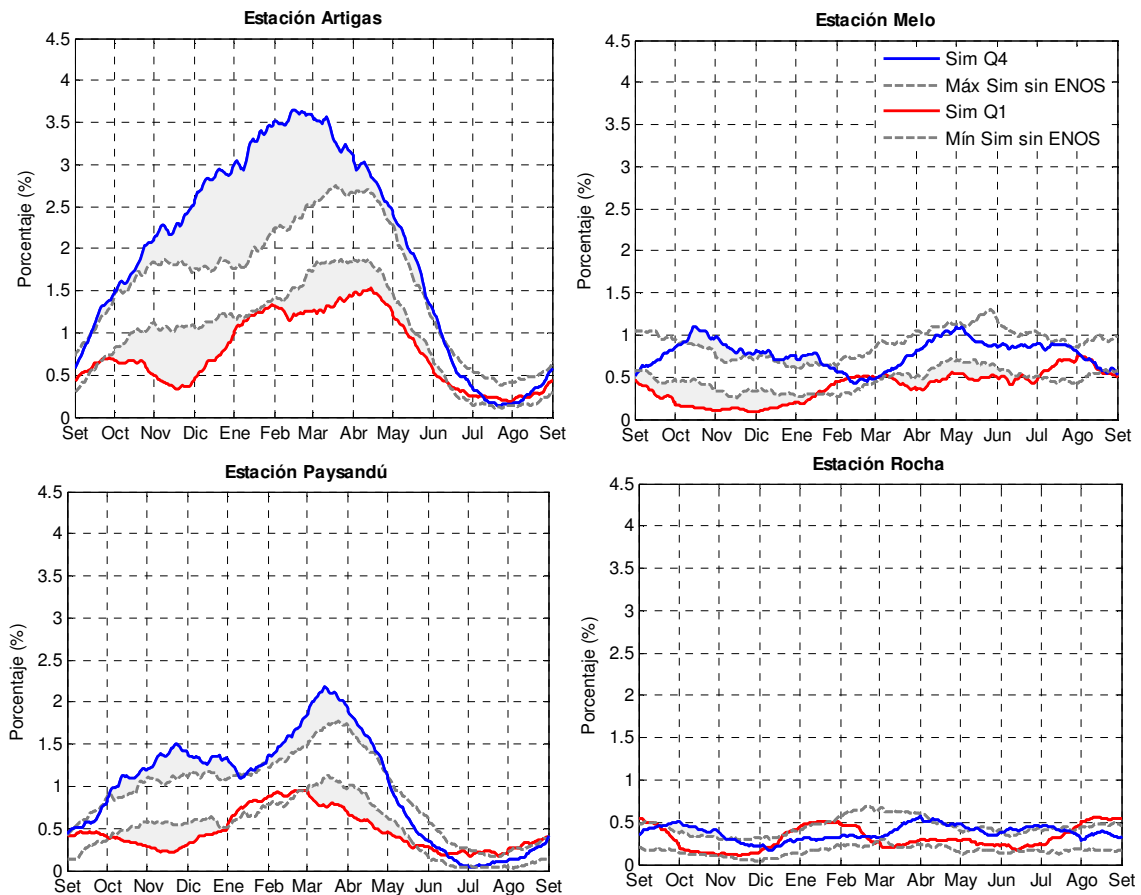 Estación Artigas
Porcentaje (%)
4.5
4
3.5
3
2.5
2
1.5
1
0.5
0
Set Oct Nov Dic Ene Feb Mar Abr May Jun Jul Ago Set
Estación Melo
Porcentaje (%)
4.5
4
3.5
3
2.5
2
1.5
1
0.5
0
Sim Q4
Máx Sim sin ENOS
Sim Q1
Mín Sim sin ENOS
Set Oct Nov Dic Ene Feb Mar Abr May Jun Jul Ago Set
Estación Paysandú
Porcentaje (%)
4.5
4
3.5
3
2.5
2
1.5
1
0.5
0
Set Oct Nov Dic Ene Feb Mar Abr May Jun Jul Ago Set
Estación Rocha
Porcentaje (%)
4.5
4
3.5
3
2.5
2
1.5
1
0.5
0
Set Oct Nov Dic Ene Feb Mar Abr May Jun Jul Ago Set